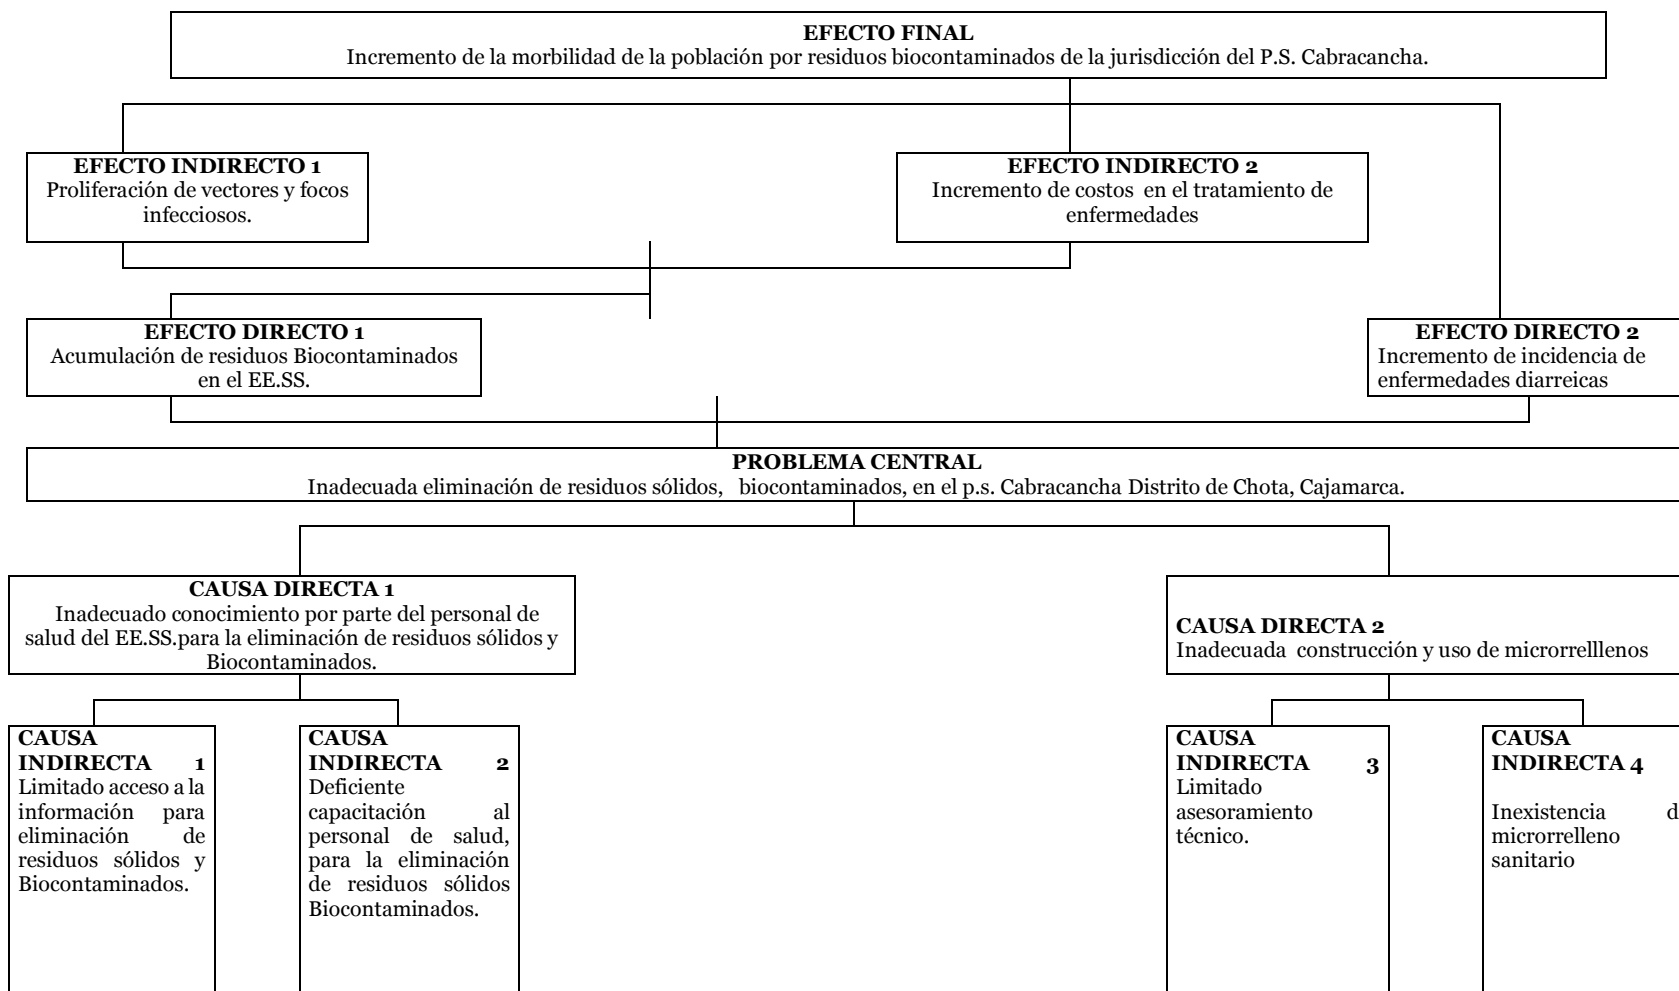 EFECTO FINAL
Incremento de la morbilidad de la población por residuos biocontaminados de la jurisdicción del P.S. Cabracancha.
EFECTO INDIRECTO 1
Proliferación de vectores y focos
infecciosos.
EFECTO INDIRECTO 2
Incremento de costos en el tratamiento de
enfermedades
EFECTO DIRECTO 1
Acumulación de residuos Biocontaminados
en el EE.SS.
EFECTO DIRECTO 2
Incremento de incidencia de
enfermedades diarreicas
PROBLEMA CENTRAL
Inadecuada eliminación de residuos sólidos, biocontaminados, en el p.s. Cabracancha Distrito de Chota, Cajamarca.
CAUSA DIRECTA 1
Inadecuado conocimiento por parte del personal de
salud del EE.SS.para la eliminación de residuos sólidos y
Biocontaminados.
CAUSA DIRECTA 2
Inadecuada construcción y uso de microrrelllenos
CAUSA
INDIRECTA 1
Limitado acceso a la
información para
eliminación de
residuos sólidos y
Biocontaminados.
CAUSA
INDIRECTA 2
Deficiente
capacitación al
personal de salud,
para la eliminación
de residuos sólidos
Biocontaminados.
CAUSA
INDIRECTA 3
Limitado
asesoramiento
técnico.
CAUSA
INDIRECTA 4
Inexistencia
microrrelleno
sanitario